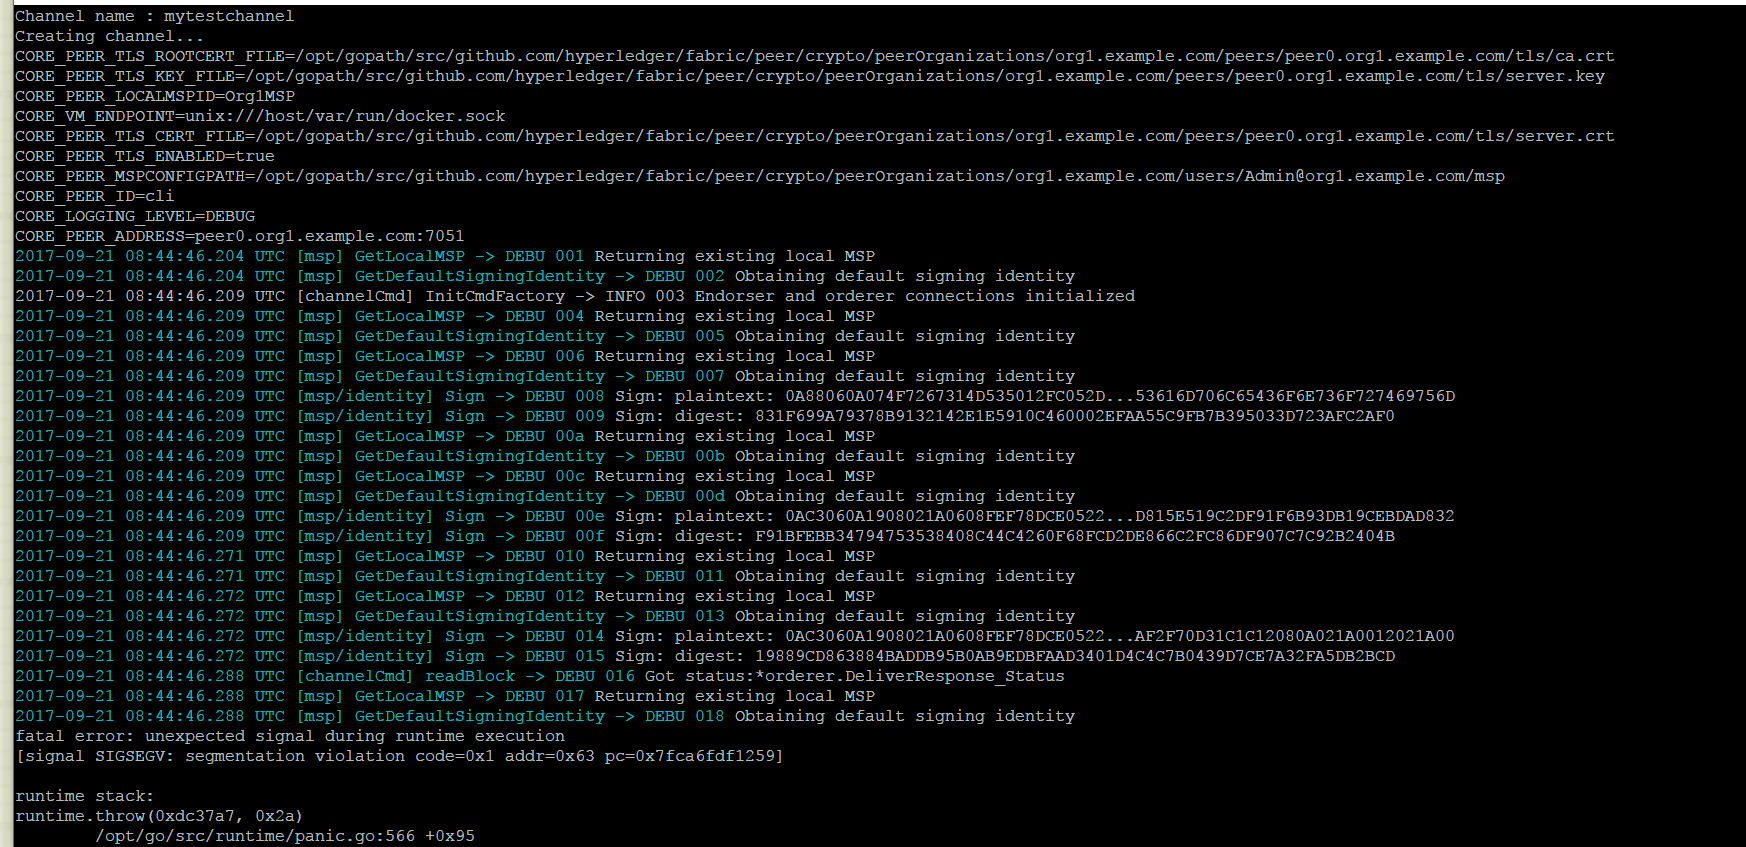 Channel name : mytestchannel
Creating channel...
CORE_PEER_TLS_ROOTCERT_FILE=/opt/gopath/src/github.com/hyperledger/fabric/peer/crypto/peerOrganizations/org1.example.com/peers/peer0.org1.example.com/tls/ca.crt
CORE_PEER_TLS_KEY_FILE=/opt/gopath/src/github.com/hyperledger/fabric/peer/crypto/peerOrganizations/org1.example.com/peers/peer0.org1.example.com/tls/server.key
CORE_PEER_LOCALMSPID=Org1MSP
CORE_VM_ENDPOINT=unix:///host/var/run/docker.sock
CORE_PEER_TLS_CERT_FILE=/opt/gopath/src/github.com/hyperledger/fabric/peer/crypto/peerOrganizations/org1.example.com/peers/peer0.org1.example.com/tls/server.crt
CORE_PEER_TLS_ENABLED=true
CORE_PEER_MSPCONFIGPATH=/opt/gopath/src/github.com/hyperledger/fabric/peer/crypto/peerOrganizations/org1.example.com/users/Admin@org1.example.com/msp
CORE_PEER_ID=cli
CORE_LOGGING_LEVEL=DEBUG
CORE_PEER_ADDRESS=peer0.org1.example.com:7051
2017-09-21 08:44:46.204 UTC [msp] GetLocalMSP -> DEBU 001 Returning existing local MSP
2017-09-21 08:44:46.204 UTC [msp] GetDefaultSigningIdentity -> DEBU 002 Obtaining default signing identity
2017-09-21 08:44:46.209 UTC [channelCmd] InitCmdFactory -> INFO 003 Endorser and orderer connections initialized
2017-09-21 08:44:46.209 UTC [msp] GetLocalMSP -> DEBU 004 Returning existing local MSP
2017-09-21 08:44:46.209 UTC [msp] GetDefaultSigningIdentity -> DEBU 005 Obtaining default signing identity
2017-09-21 08:44:46.209 UTC [msp] GetLocalMSP -> DEBU 006 Returning existing local MSP
2017-09-21 08:44:46.209 UTC [msp] GetDefaultSigningIdentity -> DEBU 007 Obtaining default signing identity
2017-09-21 08:44:46.209 UTC [msp/identity] Sign -> DEBU 008 Sign: plaintext: 0A88060A074F7267314D535012FC052D...53616D706C65436F6E736F727469756D
2017-09-21 08:44:46.209 UTC [msp/identity] Sign -> DEBU 009 Sign: digest: 831F699A79378B9132142E1E5910C460002EFAA55C9FB7B395033D723AFC2AF0
2017-09-21 08:44:46.209 UTC [msp] GetLocalMSP -> DEBU 00a Returning existing local MSP
2017-09-21 08:44:46.209 UTC [msp] GetDefaultSigningIdentity -> DEBU 00b Obtaining default signing identity
2017-09-21 08:44:46.209 UTC [msp] GetLocalMSP -> DEBU 00c Returning existing local MSP
2017-09-21 08:44:46.209 UTC [msp] GetDefaultSigningIdentity -> DEBU 00d Obtaining default signing identity
2017-09-21 08:44:46.209 UTC [msp/identity] Sign -> DEBU 00e Sign: plaintext: 0AC3060A1908021A0608FEF78DCE0522...D815E519C2DF91F6B93DB19CEBDAD832
2017-09-21 08:44:46.209 UTC [msp/identity] Sign -> DEBU 00f Sign: digest: F91BFEBB34794753538408C44C4260F68FCD2DE866C2FC86DF907C7C92B2404B
2017-09-21 08:44:46.271 UTC [msp] GetLocalMSP -> DEBU 010 Returning existing local MSP
2017-09-21 08:44:46.271 UTC [msp] GetDefaultSigningIdentity -> DEBU 011 Obtaining default signing identity
2017-09-21 08:44:46.272 UTC [msp] GetLocalMSP -> DEBU 012 Returning existing local MSP
2017-09-21 08:44:46.272 UTC [msp] GetDefaultSigningIdentity -> DEBU 013 Obtaining default signing identity
2017-09-21 08:44:46.272 UTC [msp/identity] Sign -> DEBU 014 Sign: plaintext: 0AC3060A1908021A0608FEF78DCE0522...AF2F70D31C1C12080A021A0012021A00
2017-09-21 08:44:46.272 UTC [msp/identity] Sign -> DEBU 015 Sign: digest: 19889CD863884BADDB95B0AB9EDBFAAD3401D4C4C7B0439D7CE7A32FA5DB2BCD
2017-09-21 08:44:46.288 UTC [channelCmd] readBlock -> DEBU 016 Got status:*orderer.DeliverResponse_Status
2017-09-21 08:44:46.288 UTC [msp] GetLocalMSP -> DEBU 017 Returning existing local MSP
2017-09-21 08:44:46.288 UTC [msp] GetDefaultSigningIdentity -> DEBU 018 Obtaining default signing identity
fatal error: unexpected signal during runtime execution
[signal SIGSEGV: segmentation violation code=0x1 addr=0x63 pc=0x7fca6fdf1259]
runtime stack:
runtime.throw(0xdc37a7, 0x2a)
/opt/go/src/runtime/panic.go:566 +0x95